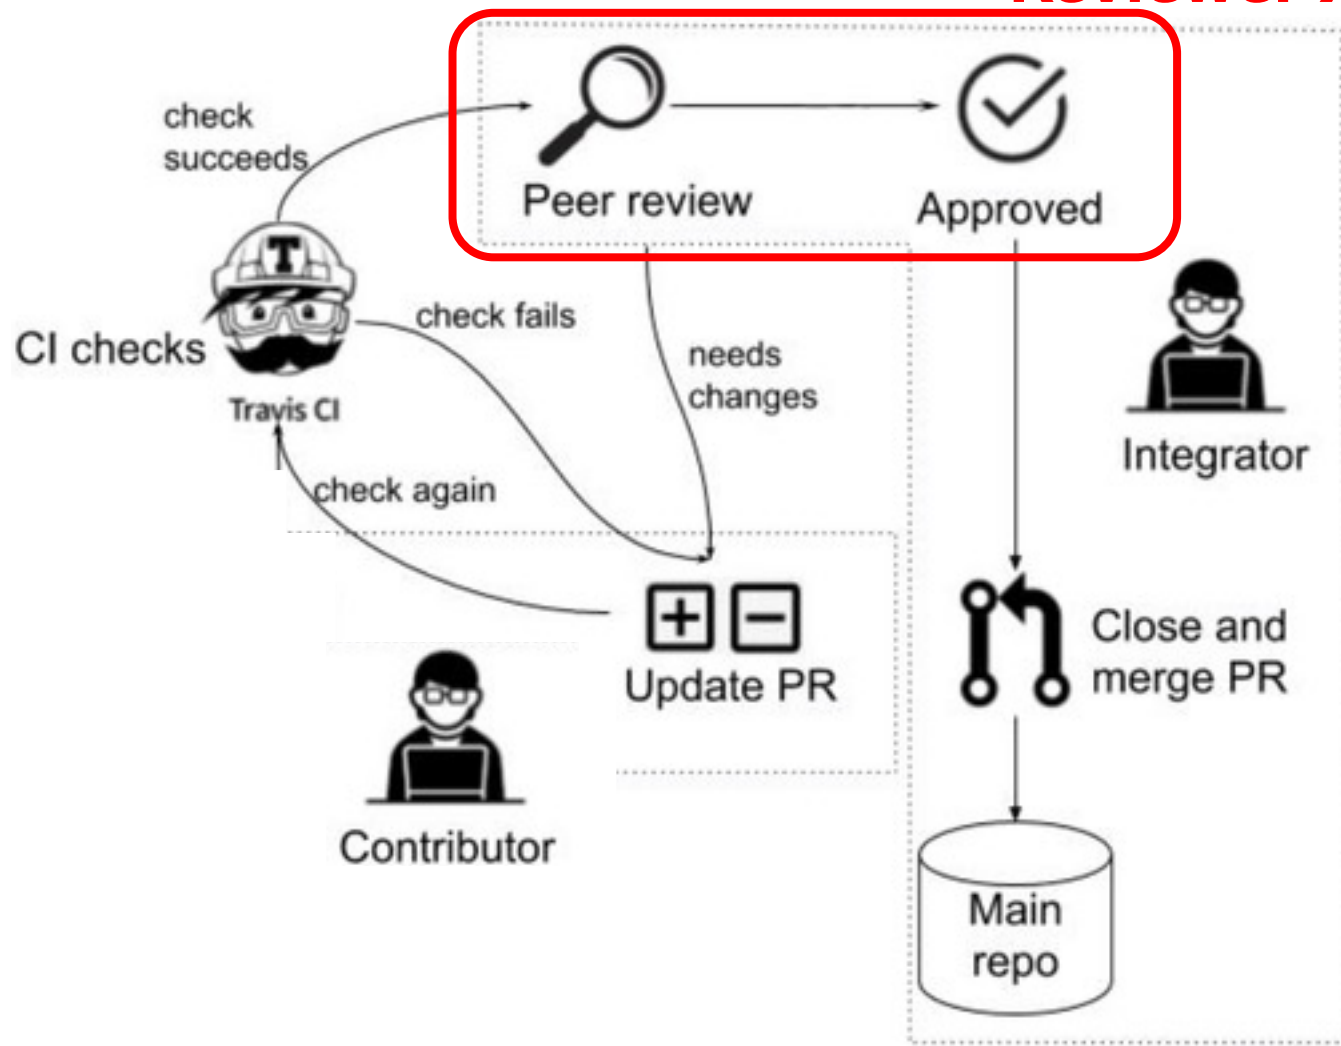 check
succeeds
Peer review
Approved
T
check fails
CI checks
needs
changes
Travis CI
Integrator
check again
Close and
merge PR
Update PR
Contributor
Main
repo